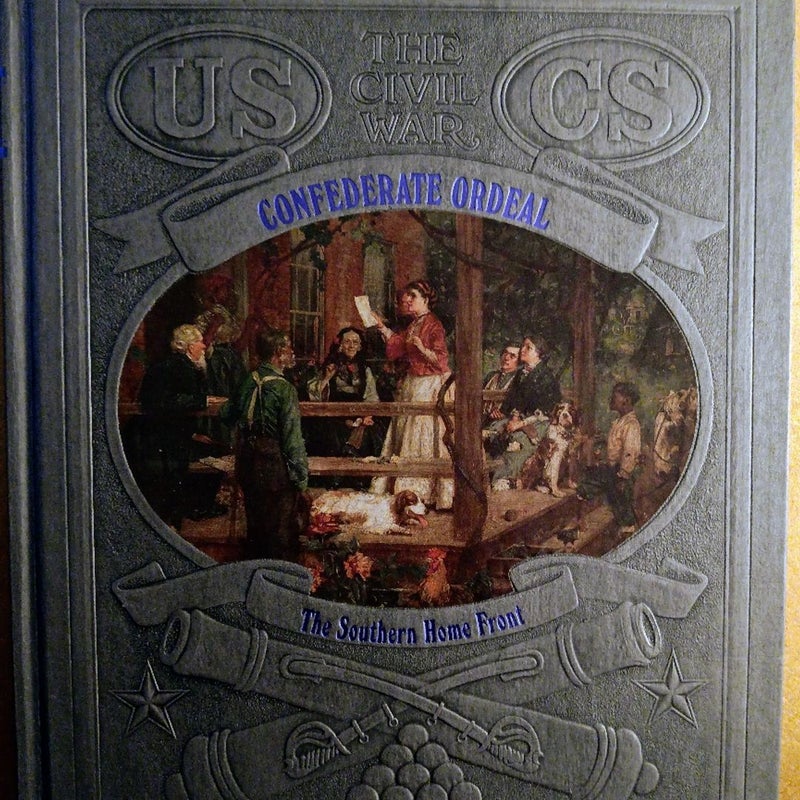 US
THE
CIVIL
WAR
CS
CONFEDERATE ORDEAL
The Southern Home Front